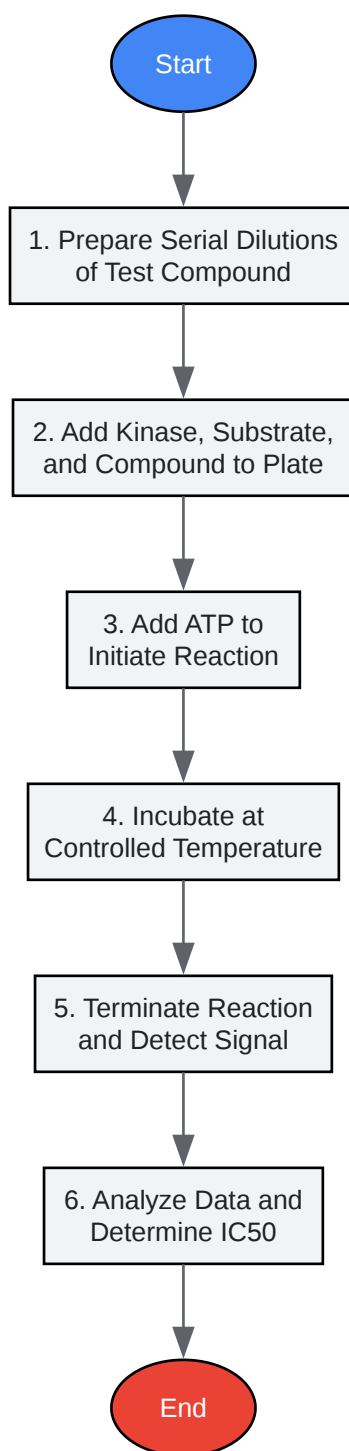 Start
1. Prepare Serial Dilutions
of Test Compound
2. Add Kinase, Substrate,
and Compound to Plate
3. Add ATP to
Initiate Reaction
4. Incubate at
Controlled Temperature
5. Terminate Reaction
and Detect Signal
6. Analyze Data and
Determine IC50
End